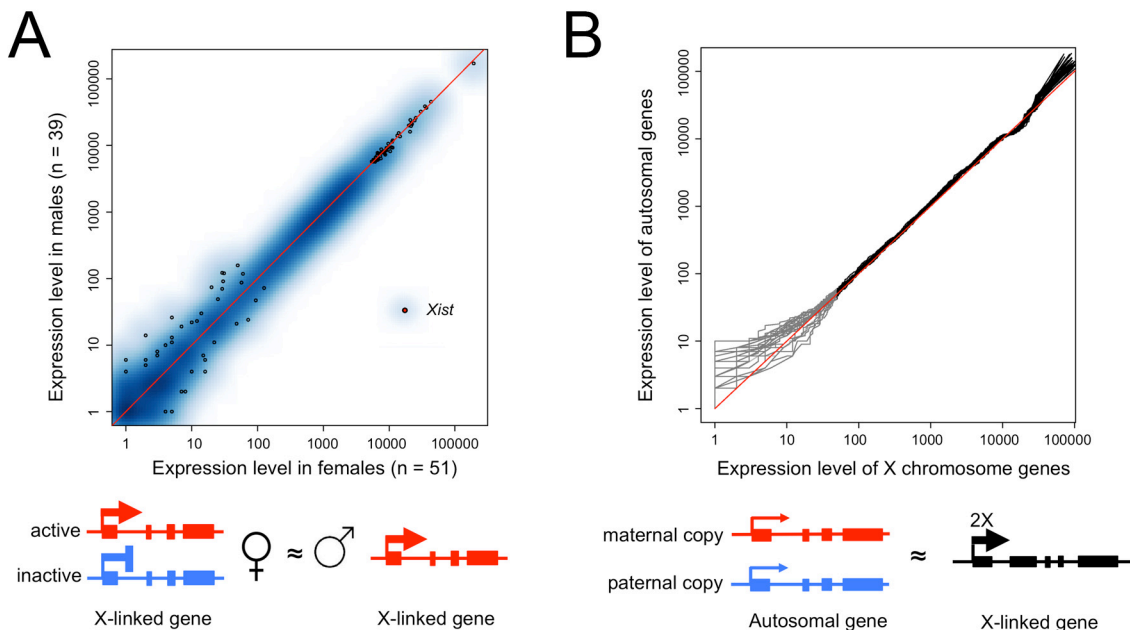 A
Expression level in males (n = 39)
100000
10000
1000
100
10
1
Xist
1 10 100 1000 10000 100000
Expression level in females (n = 51)
active
inactive
♀ ≈ ♂
X-linked gene
X-linked gene
B
Expression level of autosomal genes
100000
10000
1000
100
10
1
1 10 100 1000 10000 100000
Expression level of X chromosome genes
maternal copy
paternal copy
≈
2X
Autosomal gene
X-linked gene